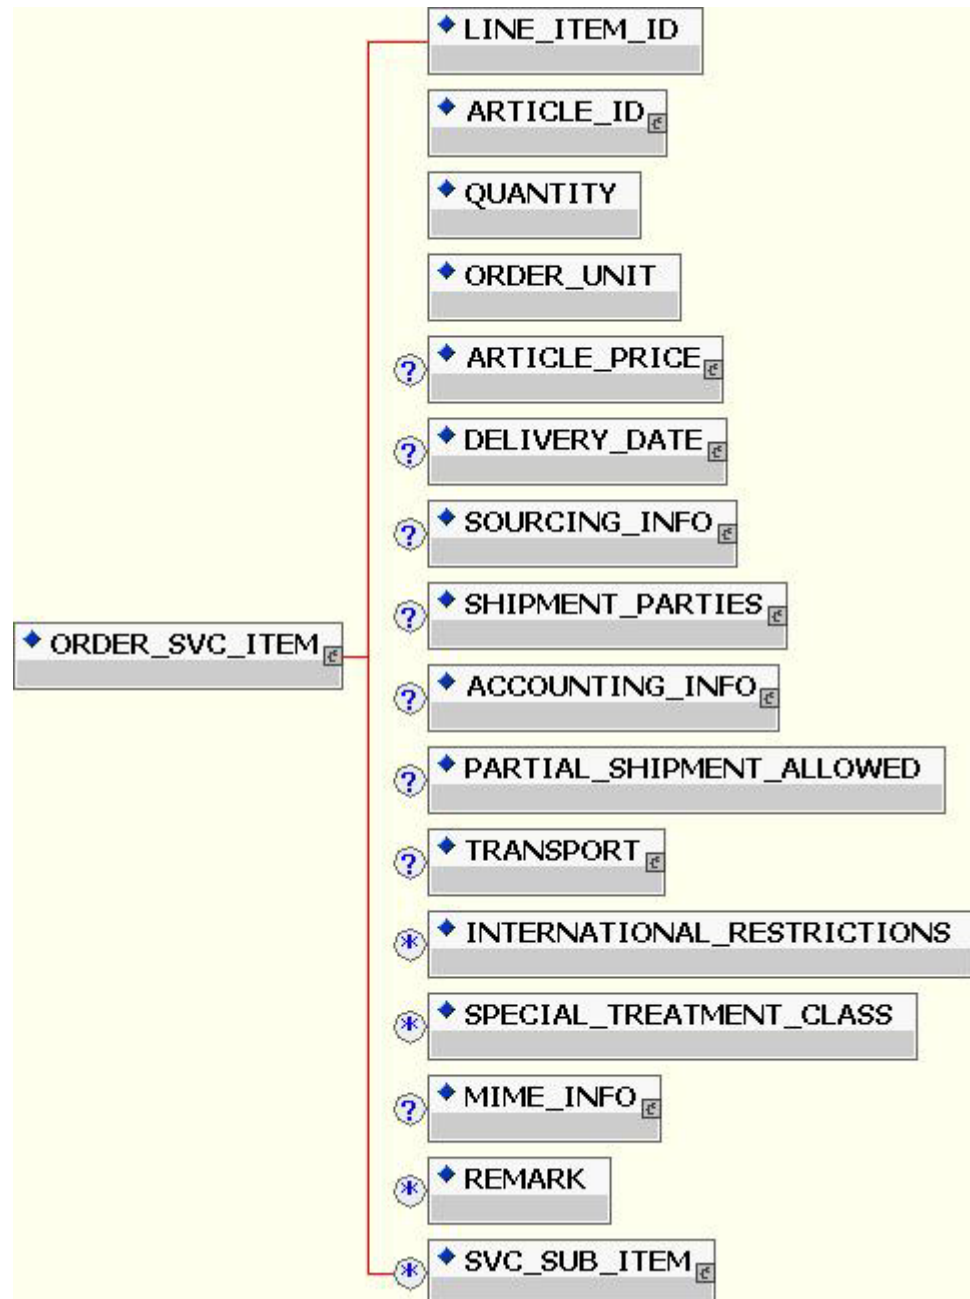 LINE_ITEM_ID
ARTICLE_ID
QUANTITY
ORDER_UNIT
? ARTICLE_PRICE
? DELIVERY_DATE
? SOURCING_INFO
? SHIPMENT_PARTIES
ORDER_SVC_ITEM
? ACCOUNTING_INFO
? PARTIAL_SHIPMENT_ALLOWED
? TRANSPORT
* INTERNATIONAL_RESTRICTIONS
* SPECIAL_TREATMENT_CLASS
? MIME_INFO
* REMARK
* SVC_SUB_ITEM